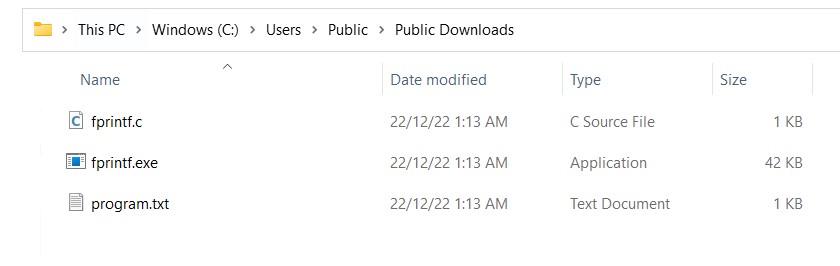 This PC > Windows (C:) > Users > Public > Public Downloads
Name Date modified Type Size
fprintf.c 22/12/22 1:13 AM C Source File 1 KB
fprintf.exe 22/12/22 1:13 AM Application 42 KB
program.txt 22/12/22 1:13 AM Text Document 1 KB